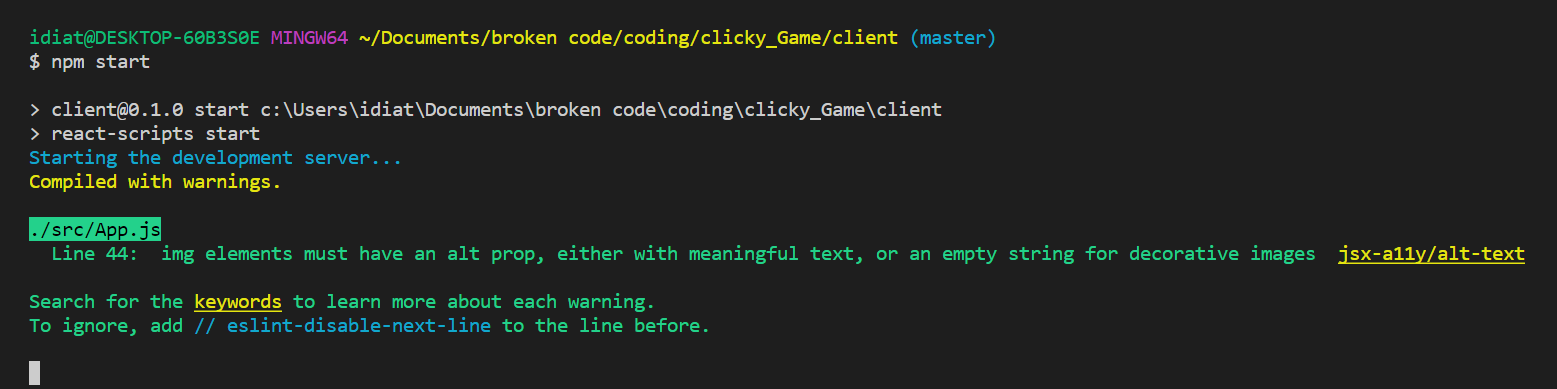 idiat@DESKTOP-60B3S0E MINGW64 ~/Documents/broken code/coding/clicky_Game/client (master)
$ npm start
> client@0.1.0 start c:\Users\idiat\Documents\broken code\coding\clicky_Game\client
> react-scripts start
Starting the development server...
Compiled with warnings.
./src/App.js
Line 44:  img elements must have an alt prop, either with meaningful text, or an empty string for decorative images  jsx-a11y/alt-text
Search for the keywords to learn more about each warning.
To ignore, add // eslint-disable-next-line to the line before.